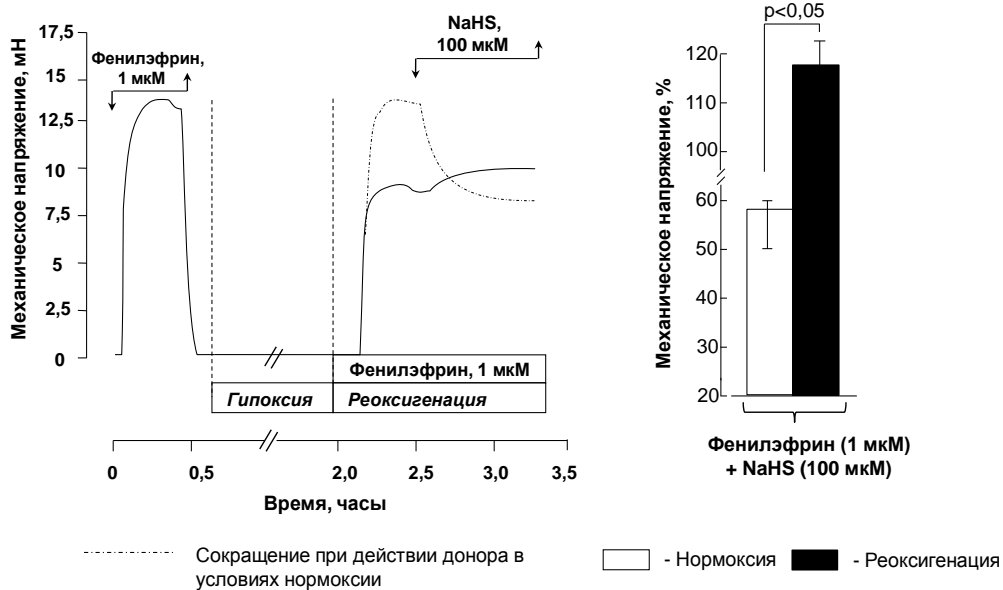 Механическое напряжение, мН
17,5
15
12,5
10
7,5
5
2,5
0
Фенилэфрин,
1 мкМ
NaHS,
100 мкМ
Фенилэфрин, 1 мкМ
Гипоксия
Реоксигенация
0
0,5
2,0
2,5
3,0
3,5
Время, часы
Механическое напряжение, %
p<0,05
120
100
60
50
40
30
20
Фенилэфрин (1 мкМ)
+ NaHS (100 мкМ)
Сокращение при действии донора в
условиях нормоксии
- Нормоксия
- Реоксигенация